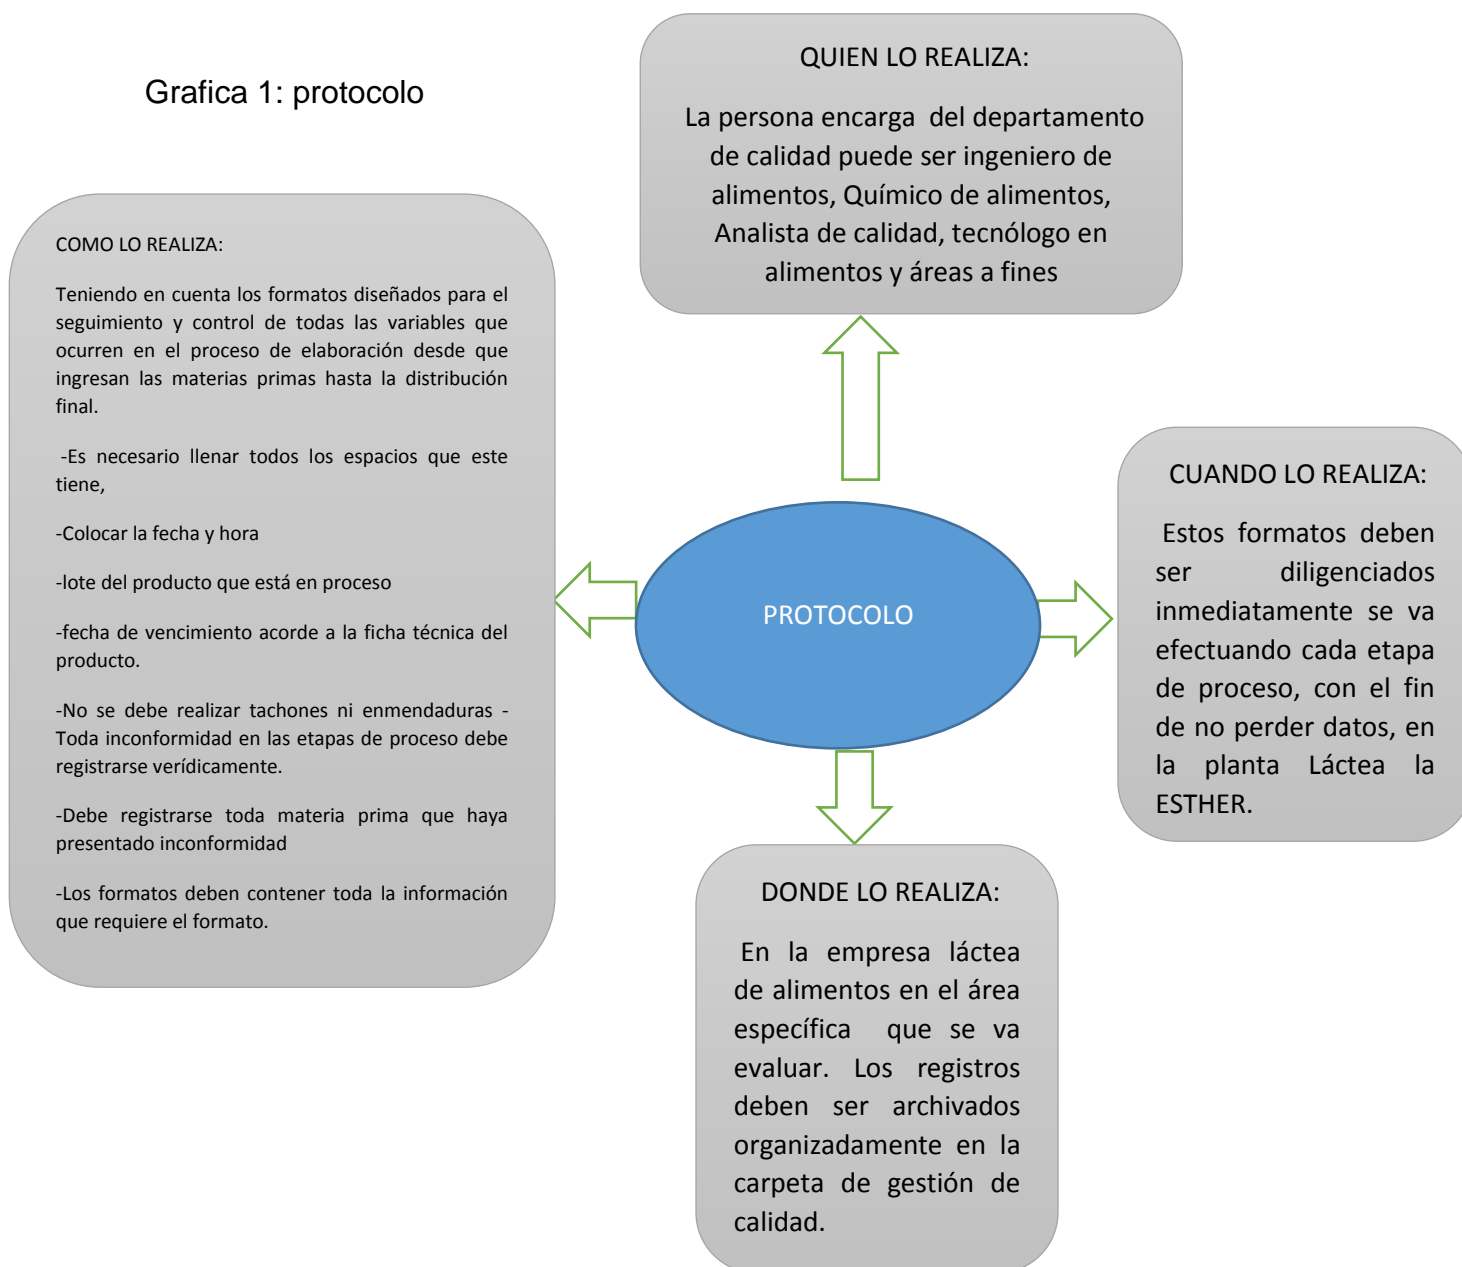 Grafica 1: protocolo
QUIEN LO REALIZA:
La persona encarga  del departamento
de calidad puede ser ingeniero de
alimentos, Químico de alimentos,
Analista de calidad, tecnólogo en
alimentos y áreas a fines
COMO LO REALIZA:
Teniendo en cuenta los formatos diseñados para el
seguimiento y control de todas las variables que
ocurren en el proceso de elaboración desde que
ingresan las materias primas hasta la distribución
final.
-Es necesario llenar todos los espacios que este
tiene,
-Colocar la fecha y hora
-lote del producto que está en proceso
-fecha de vencimiento acorde a la ficha técnica del
producto.
-No se debe realizar tachones ni enmendaduras -
Toda inconformidad en las etapas de proceso debe
registrarse verídicamente.
-Debe registrarse toda materia prima que haya
presentado inconformidad
-Los formatos deben contener toda la información
que requiere el formato.
PROTOCOLO
CUANDO LO REALIZA:
Estos formatos deben
ser diligenciados
inmediatamente se va
efectuando cada etapa
de proceso, con el fin
de no perder datos, en
la planta Láctea la
ESTHER.
DONDE LO REALIZA:
En la empresa láctea
de alimentos en el área
específica  que se va
evaluar. Los registros
deben ser archivados
organizadamente en la
carpeta de gestión de
calidad.